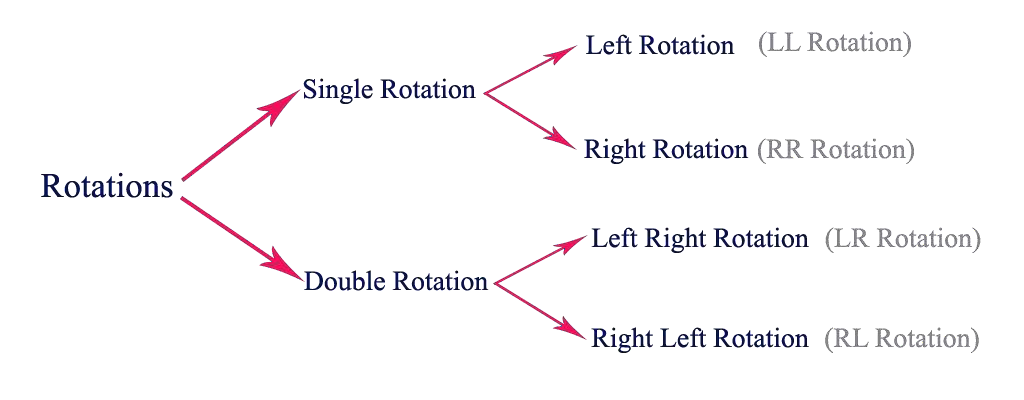 Left Rotation (LL Rotation)
Single Rotation
Right Rotation (RR Rotation)
Rotations
Left Right Rotation (LR Rotation)
Double Rotation
Right Left Rotation (RL Rotation)